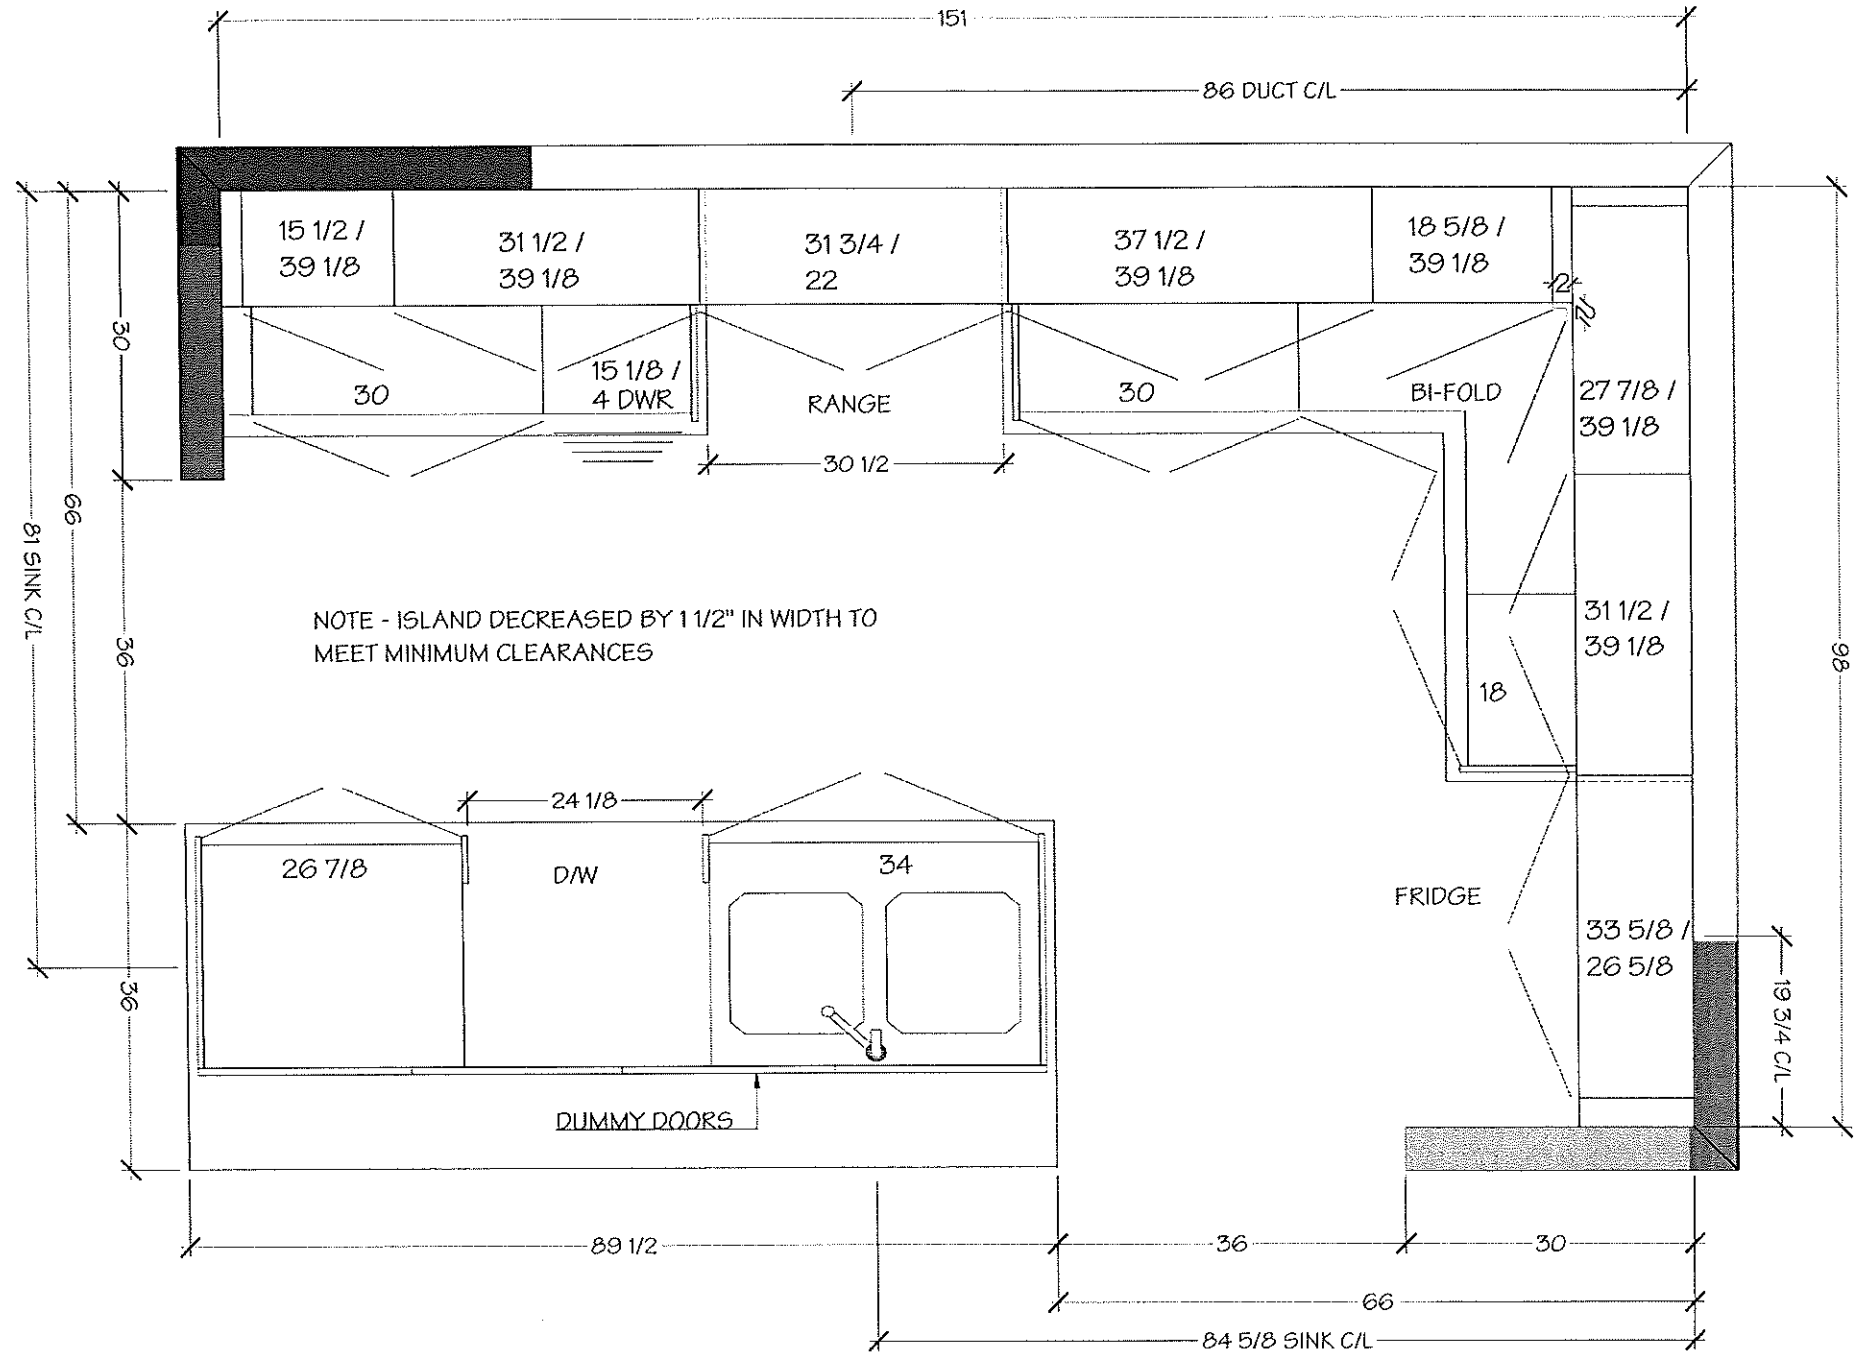 151
86 DUCT C/L
15 1/2 /
39 1/8
31 1/2 /
39 1/8
31 3/4 /
22
37 1/2 /
39 1/8
18 5/8 /
39 1/8
2
2
30
30
15 1/8 /
4 DWR
RANGE
30
BI-FOLD
27 7/8 /
39 1/8
30 1/2
66
81 SINK C/L
36
NOTE - ISLAND DECREASED BY 1 1/2" IN WIDTH TO
MEET MINIMUM CLEARANCES
31 1/2 /
39 1/8
18
98
24 1/8
26 7/8
D/W
34
FRIDGE
33 5/8 /
26 5/8
36
19 3/4 C/L
DUMMY DOORS
89 1/2
36
30
66
84 5/8 SINK C/L